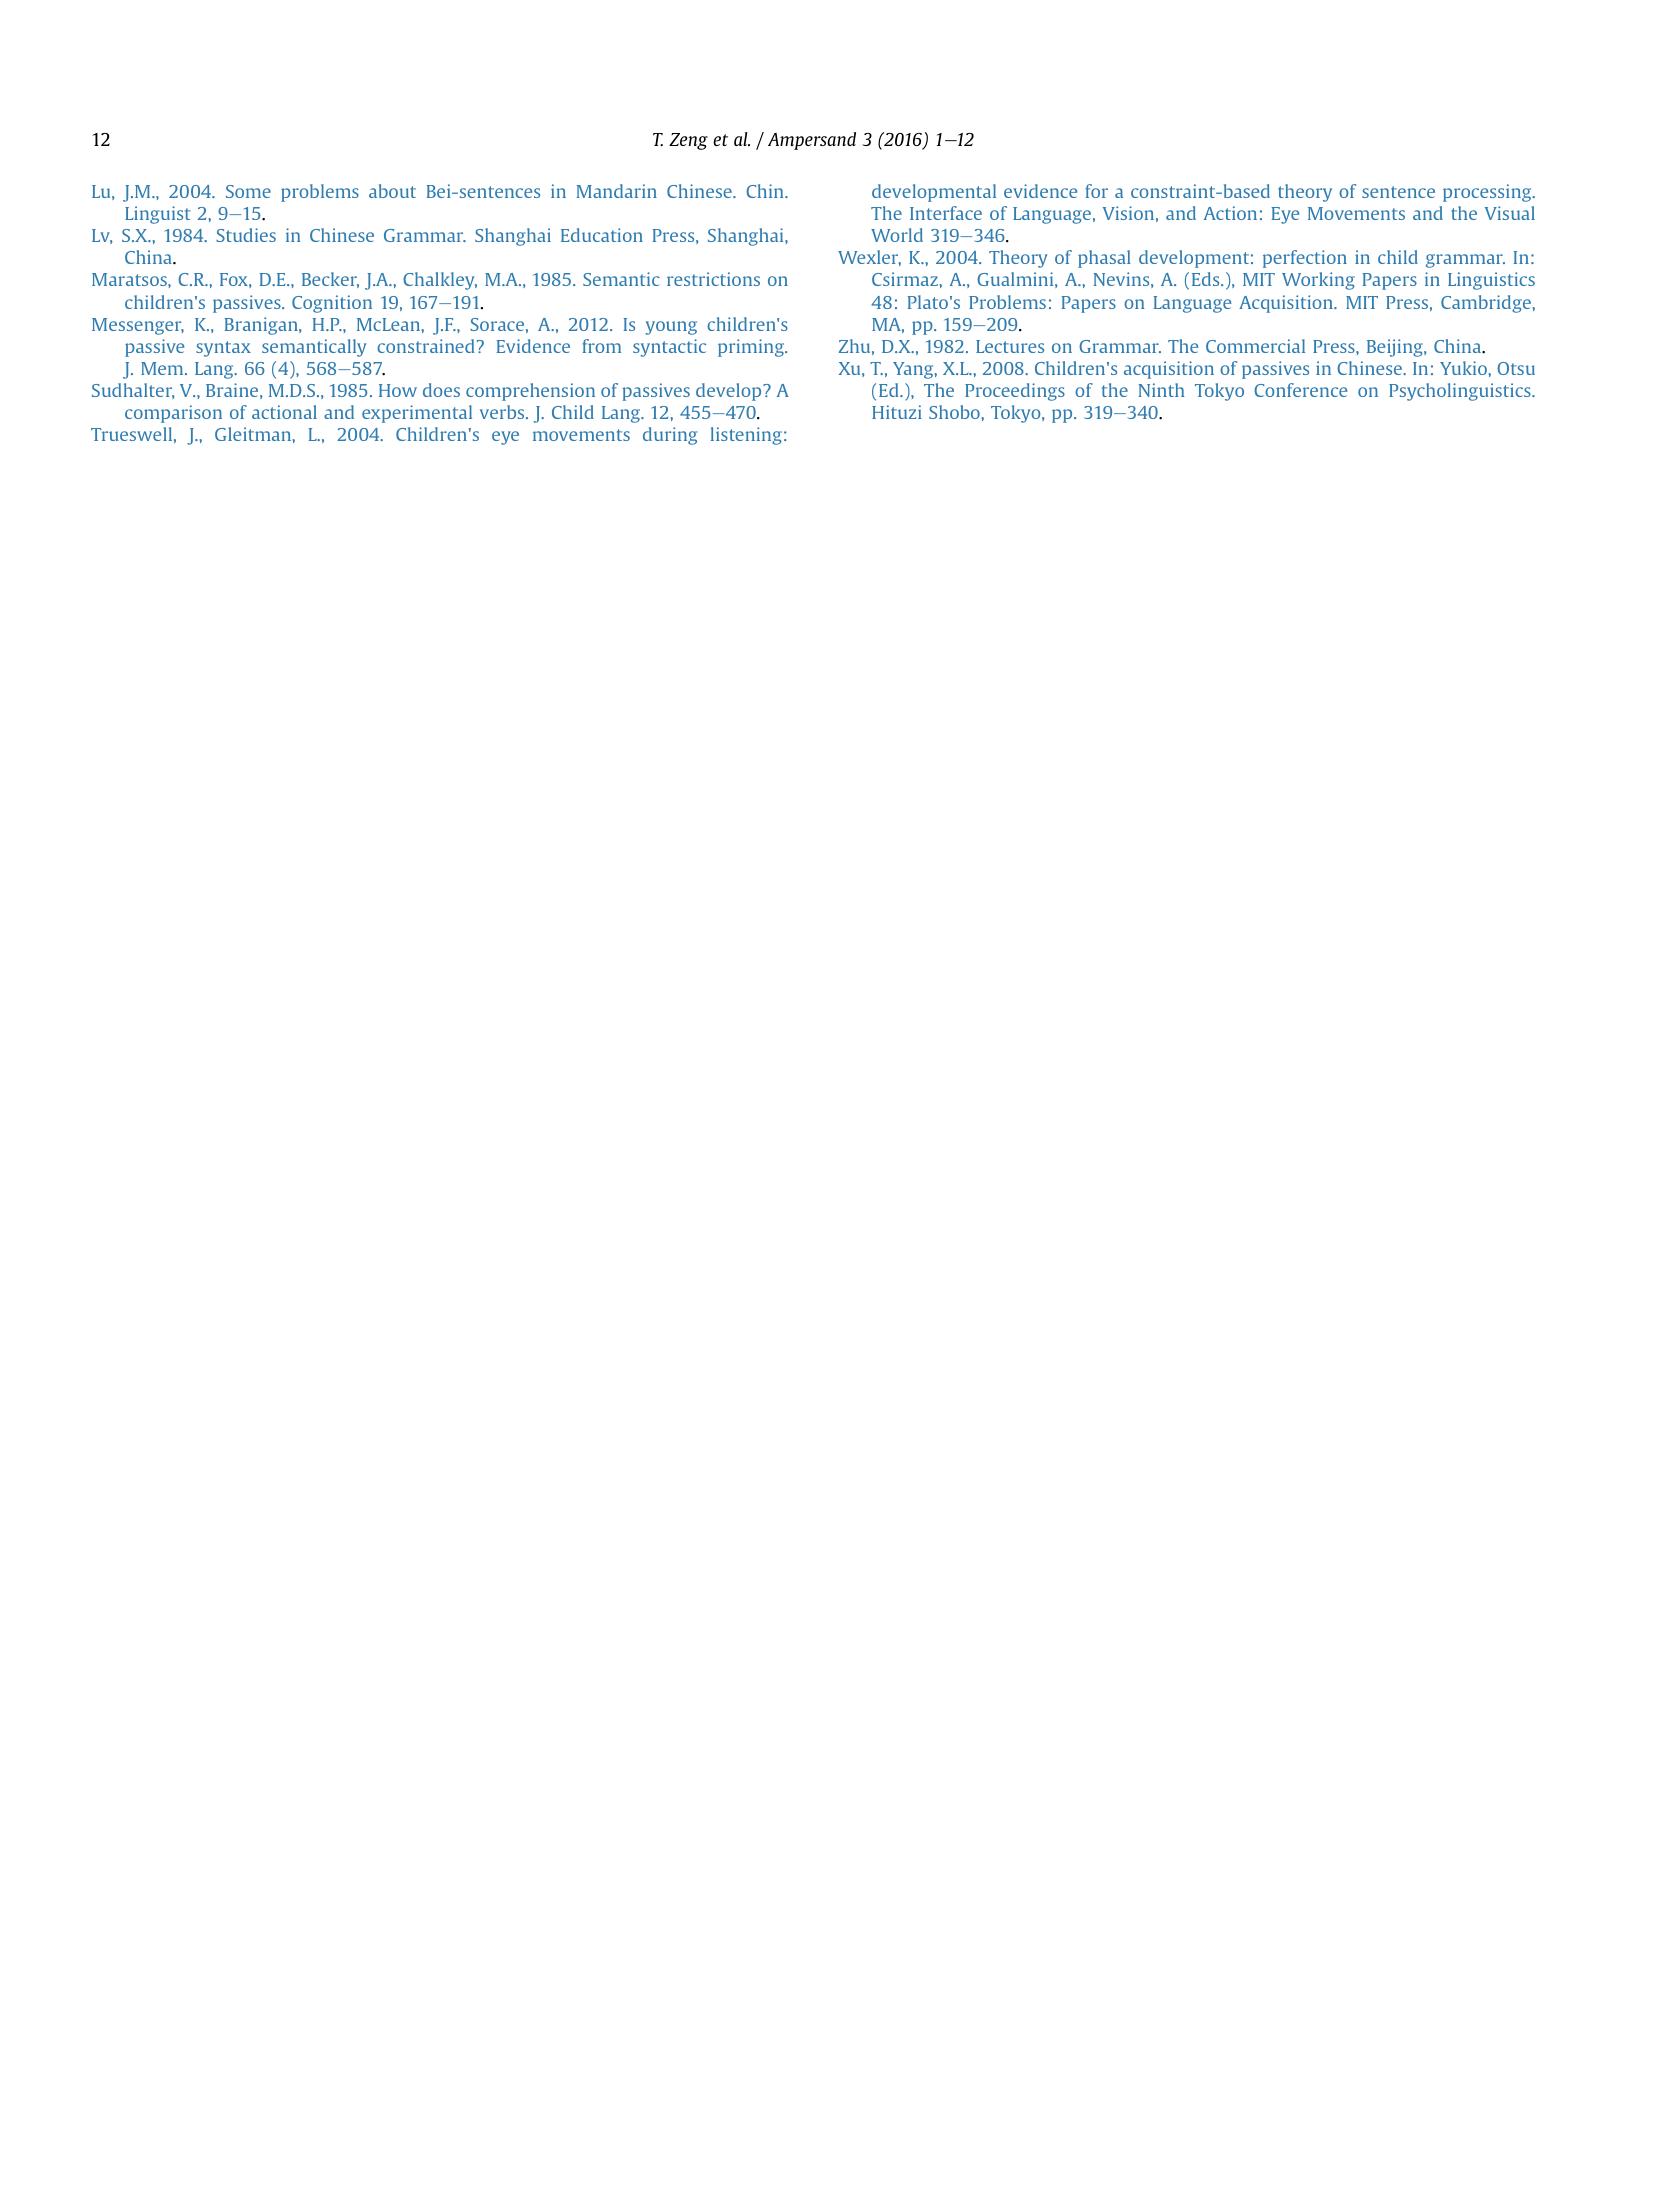 12
T. Zeng et al. / Ampersand 3 (2016) 1–12
Lu, J.M., 2004. Some problems about Bei-sentences in Mandarin Chinese. Chin.
Linguist 2, 9–15.
Lv, S.X., 1984. Studies in Chinese Grammar. Shanghai Education Press, Shanghai,
China.
Maratsos, C.R., Fox, D.E., Becker, J.A., Chalkley, M.A., 1985. Semantic restrictions on
children's passives. Cognition 19, 167–191.
Messenger, K., Branigan, H.P., McLean, J.F., Sorace, A., 2012. Is young children's
passive syntax semantically constrained? Evidence from syntactic priming.
J. Mem. Lang. 66 (4), 568–587.
Sudhalter, V., Braine, M.D.S., 1985. How does comprehension of passives develop? A
comparison of actional and experimental verbs. J. Child Lang. 12, 455–470.
Trueswell, J., Gleitman, L., 2004. Children's eye movements during listening:
developmental evidence for a constraint-based theory of sentence processing.
The Interface of Language, Vision, and Action: Eye Movements and the Visual
World 319–346.
Wexler, K., 2004. Theory of phasal development: perfection in child grammar. In:
Csirmaz, A., Gualmini, A., Nevins, A. (Eds.), MIT Working Papers in Linguistics
48: Plato's Problems: Papers on Language Acquisition. MIT Press, Cambridge,
MA, pp. 159–209.
Zhu, D.X., 1982. Lectures on Grammar. The Commercial Press, Beijing, China.
Xu, T., Yang, X.L., 2008. Children's acquisition of passives in Chinese. In: Yukio, Otsu
(Ed.), The Proceedings of the Ninth Tokyo Conference on Psycholinguistics.
Hituzi Shobo, Tokyo, pp. 319–340.